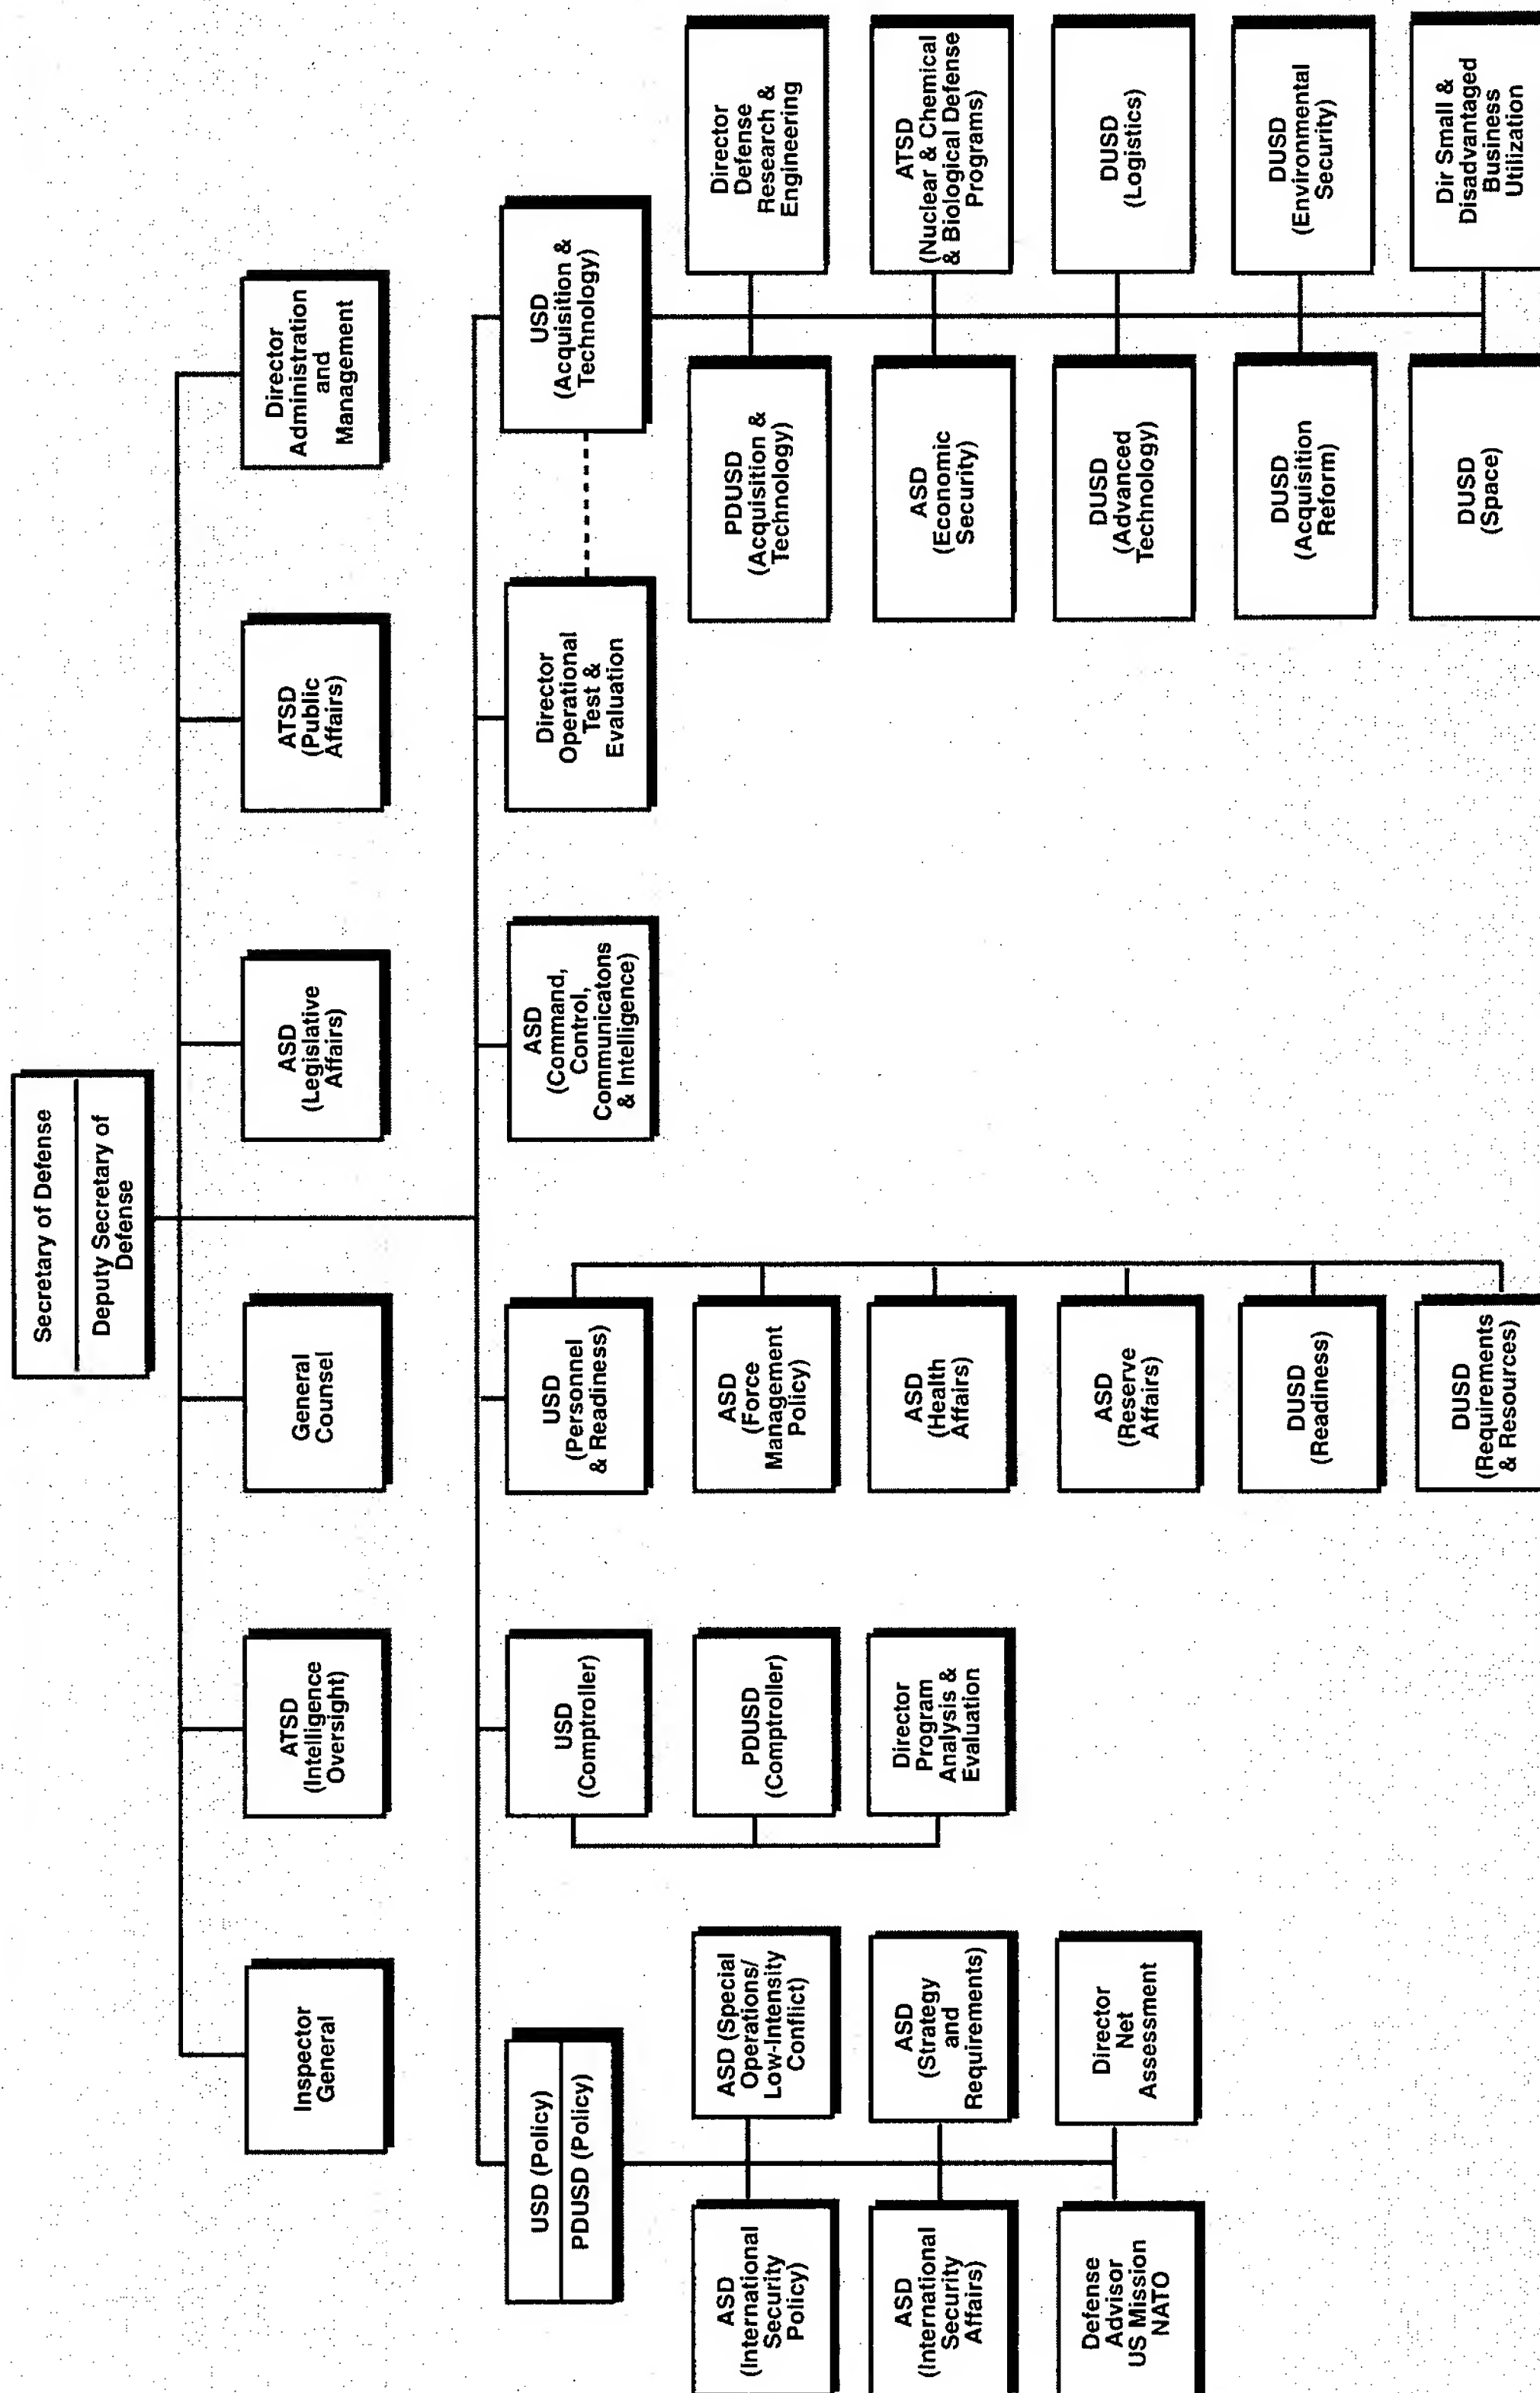 Secretary of Defense
Deputy Secretary of
Defense
Inspector
General
ATSD
(Intelligence
Oversight)
General
Counsel
ASD
(Legislative
Affairs)
ATSD
(Public
Affairs)
Director
Administration
and
Management
USD (Policy)
PDUSD (Policy)
USD
(Comptroller)
USD
(Personnel
& Readiness)
ASD
(Command,
Control,
Communicatons
& Intelligence)
Director
Operational
Test &
Evaluation
USD
(Acquisition &
Technology)
ASD
(International
Security
Policy)
ASD (Special
Operations/
Low-Intensity
Conflict)
ASD
(International
Security
Affairs)
ASD
(Strategy
and
Requirements)
Defense
Advisor
US Mission
NATO
Director
Net
Assessment
PDUSD
(Comptroller)
Director
Program
Analysis &
Evaluation
ASD
(Force
Management
Policy)
ASD
(Health
Affairs)
ASD
(Reserve
Affairs)
DUSD
(Readiness)
DUSD
(Requirements
& Resources)
PDUSD
(Acquisition &
Technology)
Director
Defense
Research &
Engineering
ASD
(Economic
Security)
ATSD
(Nuclear & Chemical
& Biological Defense
Programs)
DUSD
(Advanced
Technology)
DUSD
(Logistics)
DUSD
(Acquisition
Reform)
DUSD
(Environmental
Security)
DUSD
(Space)
Dir Small &
Disadvantaged
Business
Utilization